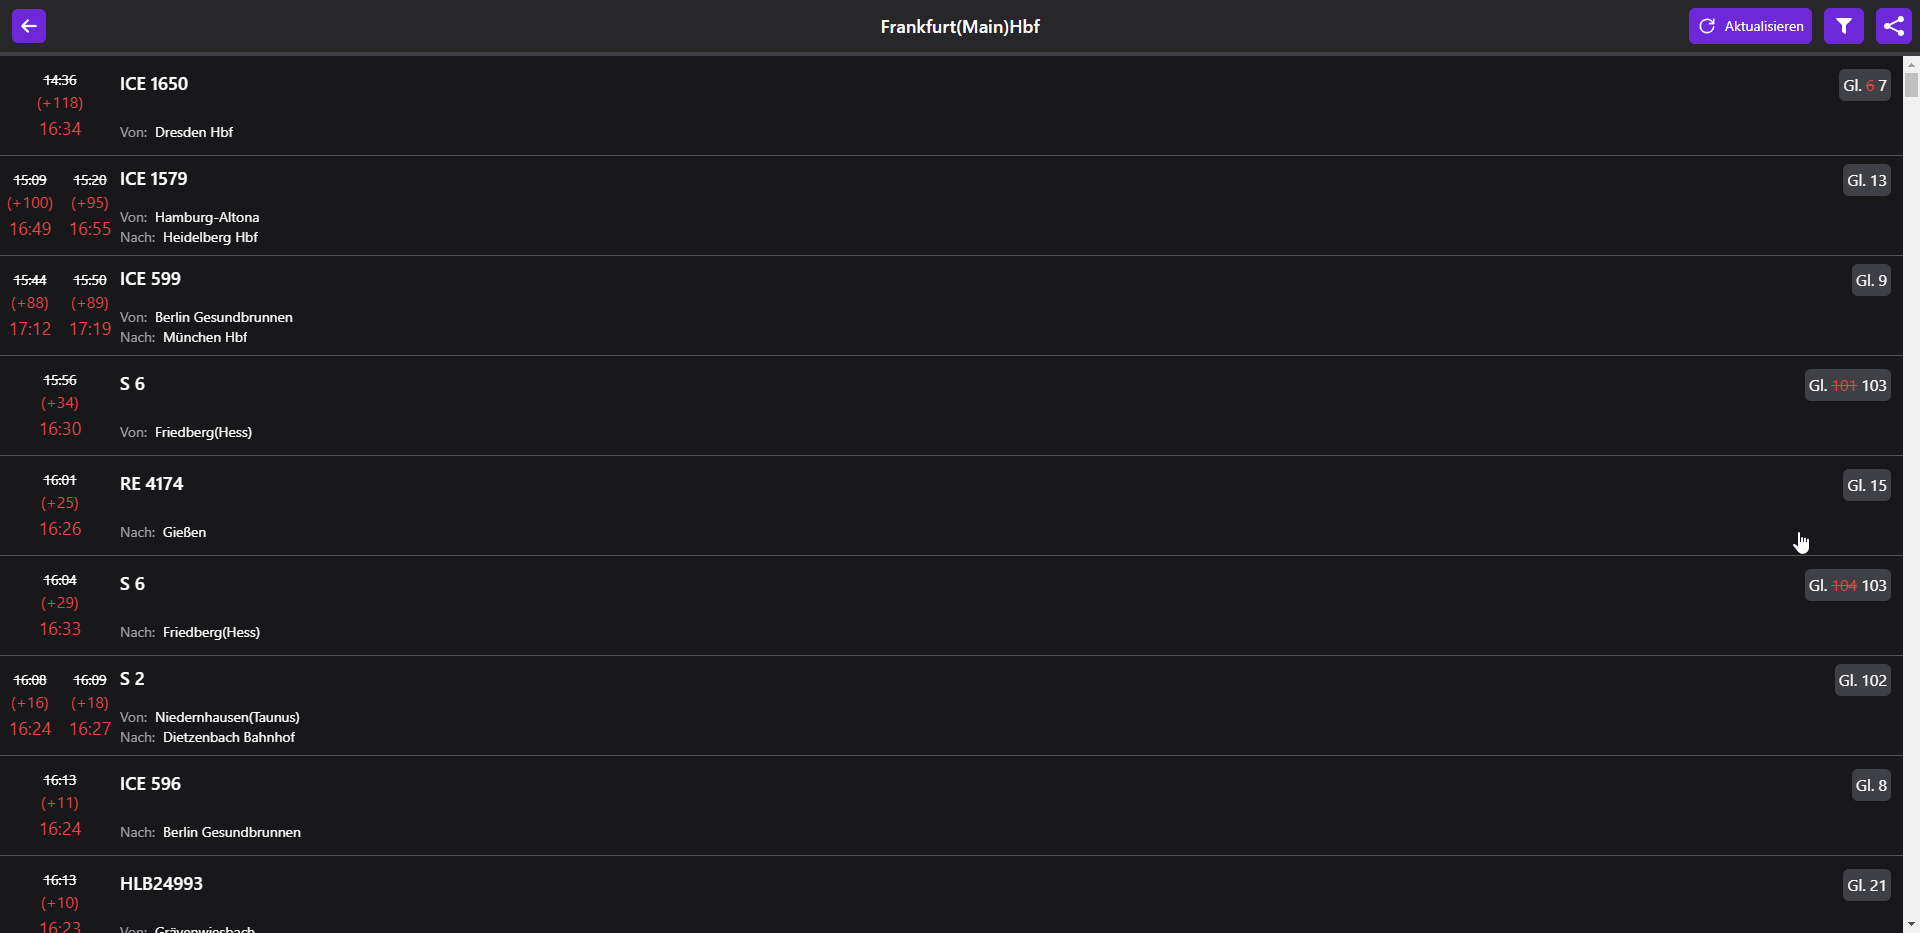 Frankfurt(Main)Hbf
Aktualisieren
14:36
(+118)
16:34
ICE 1650
Von: Dresden Hbf
Gl. 6 7
15:09 15:20
(+100) (+95)
16:49 16:55
ICE 1579
Von: Hamburg-Altona
Nach: Heidelberg Hbf
Gl. 13
15:44 15:50
(+88) (+89)
17:12 17:19
ICE 599
Von: Berlin Gesundbrunnen
Nach: München Hbf
Gl. 9
15:56
(+34)
16:30
S 6
Von: Friedberg(Hess)
Gl. 101 103
16:01
(+25)
16:26
RE 4174
Nach: Gießen
Gl. 15
16:04
(+29)
16:33
S 6
Nach: Friedberg(Hess)
Gl. 104 103
16:08 16:09
(+16) (+18)
16:24 16:27
S 2
Von: Niedernhausen(Taunus)
Nach: Dietzenbach Bahnhof
Gl. 102
16:13
(+11)
16:24
ICE 596
Nach: Berlin Gesundbrunnen
Gl. 8
16:13
(+10)
16:23
HLB24993
Von: Grävenwiesbach
Gl. 21